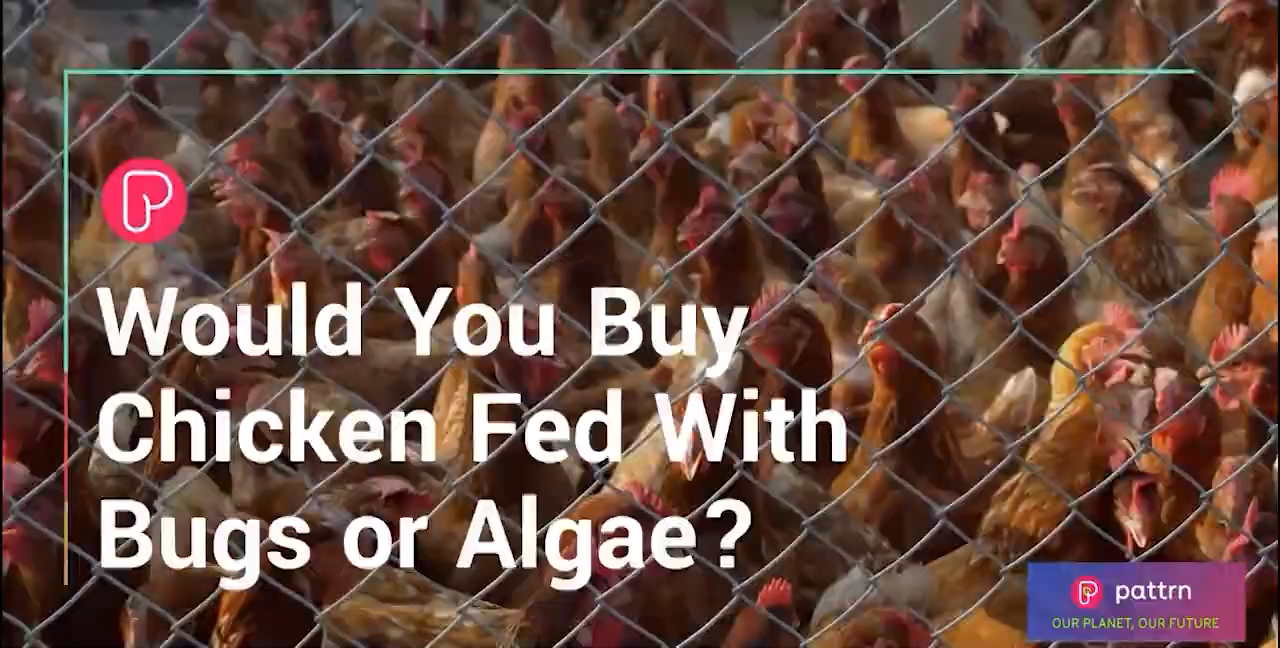 Would You Buy
Chicken Fed With
Bugs or Algae?
pattrn
OUR PLANET, OUR FUTURE